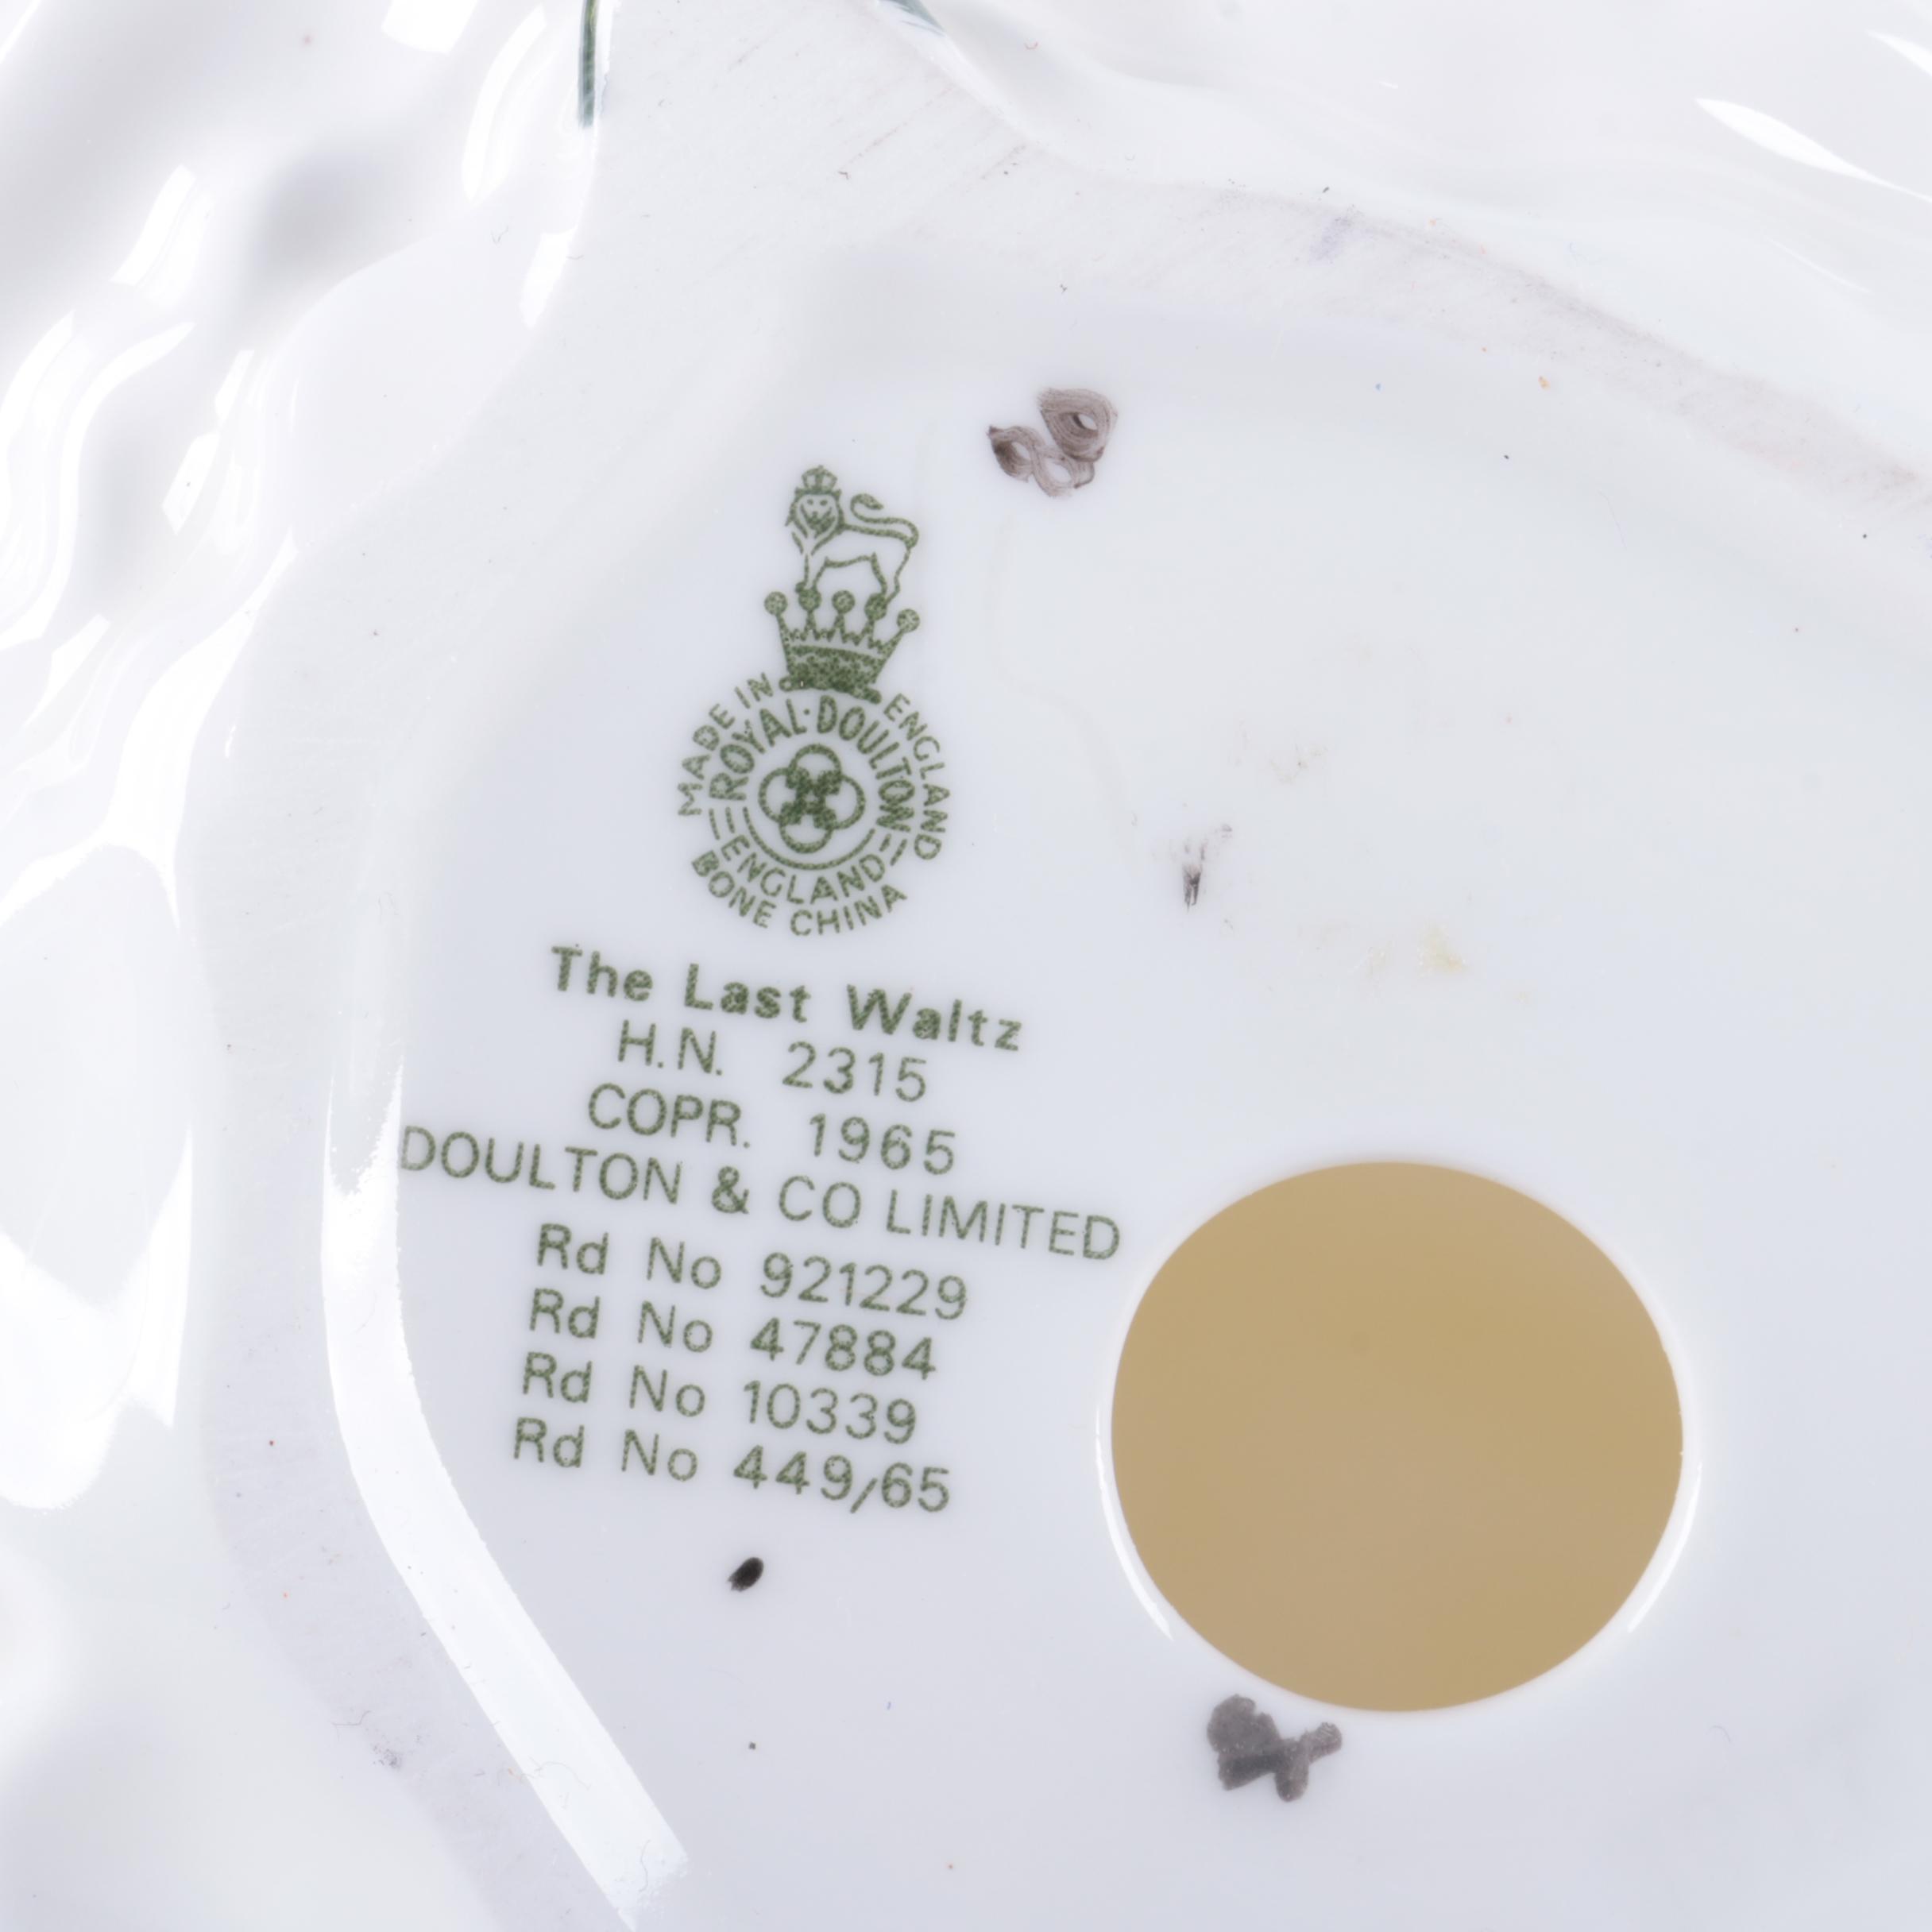 MADE IN ENGLAND
ROYAL·DOULTON
ENGLAND
BONE CHINA
The Last Waltz
H.N. 2315
COPR. 1965
DOULTON & CO LIMITED
Rd No 921229
Rd No 47884
Rd No 10339
Rd No 449/65